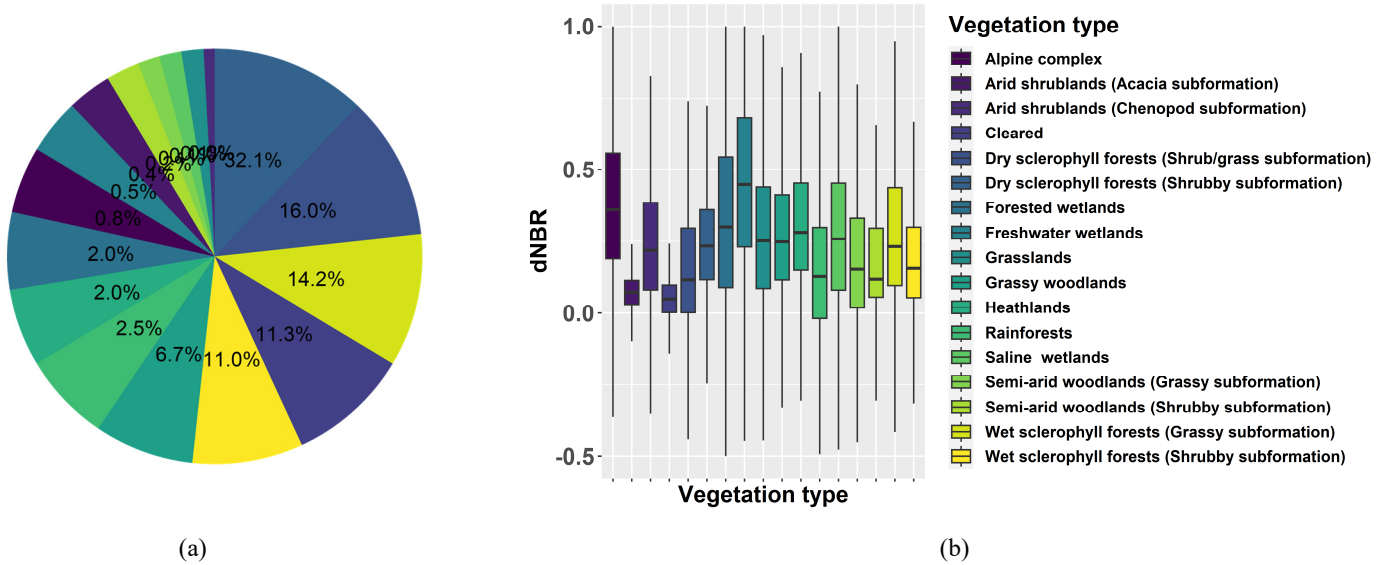 (a)
32.1%
16.0%
14.2%
11.3%
11.0%
6.7%
2.5%
2.0%
2.0%
0.8%
0.5%
0.4%
(b)
1.0
0.5
0.0
-0.5
dNBR
Vegetation type
Vegetation type
Alpine complex
Arid shrublands (Acacia subformation)
Arid shrublands (Chenopod subformation)
Cleared
Dry sclerophyll forests (Shrub/grass subformation)
Dry sclerophyll forests (Shrubby subformation)
Forested wetlands
Freshwater wetlands
Grasslands
Grassy woodlands
Heathlands
Rainforests
Saline wetlands
Semi-arid woodlands (Grassy subformation)
Semi-arid woodlands (Shrubby subformation)
Wet sclerophyll forests (Grassy subformation)
Wet sclerophyll forests (Shrubby subformation)
(a)
(b)